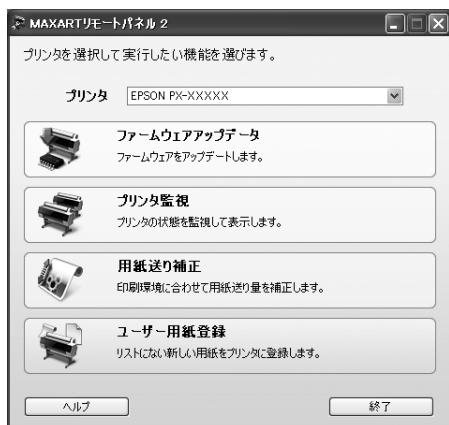 MAXARTリモートパネル 2
プリンタを選択して実行したい機能を選びます。
プリンタ EPSON PX-XXXXX
ファームウェアアップデータ
ファームウェアをアップデートします。
プリンタ監視
プリンタの状態を監視して表示します。
用紙送り補正
印刷環境に合わせて用紙送り量を補正します。
ユーザー用紙登録
リストにない新しい用紙をプリンタに登録します。
ヘルプ 終了